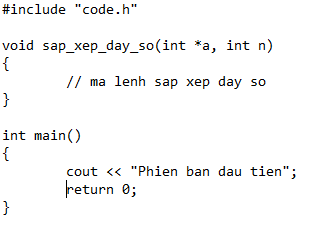 #include "code.h"
void sap_xep_day_so(int *a, int n)
{
// ma lenh sap xep day so
}
int main()
{
cout << "Phien ban dau tien";
return 0;
}